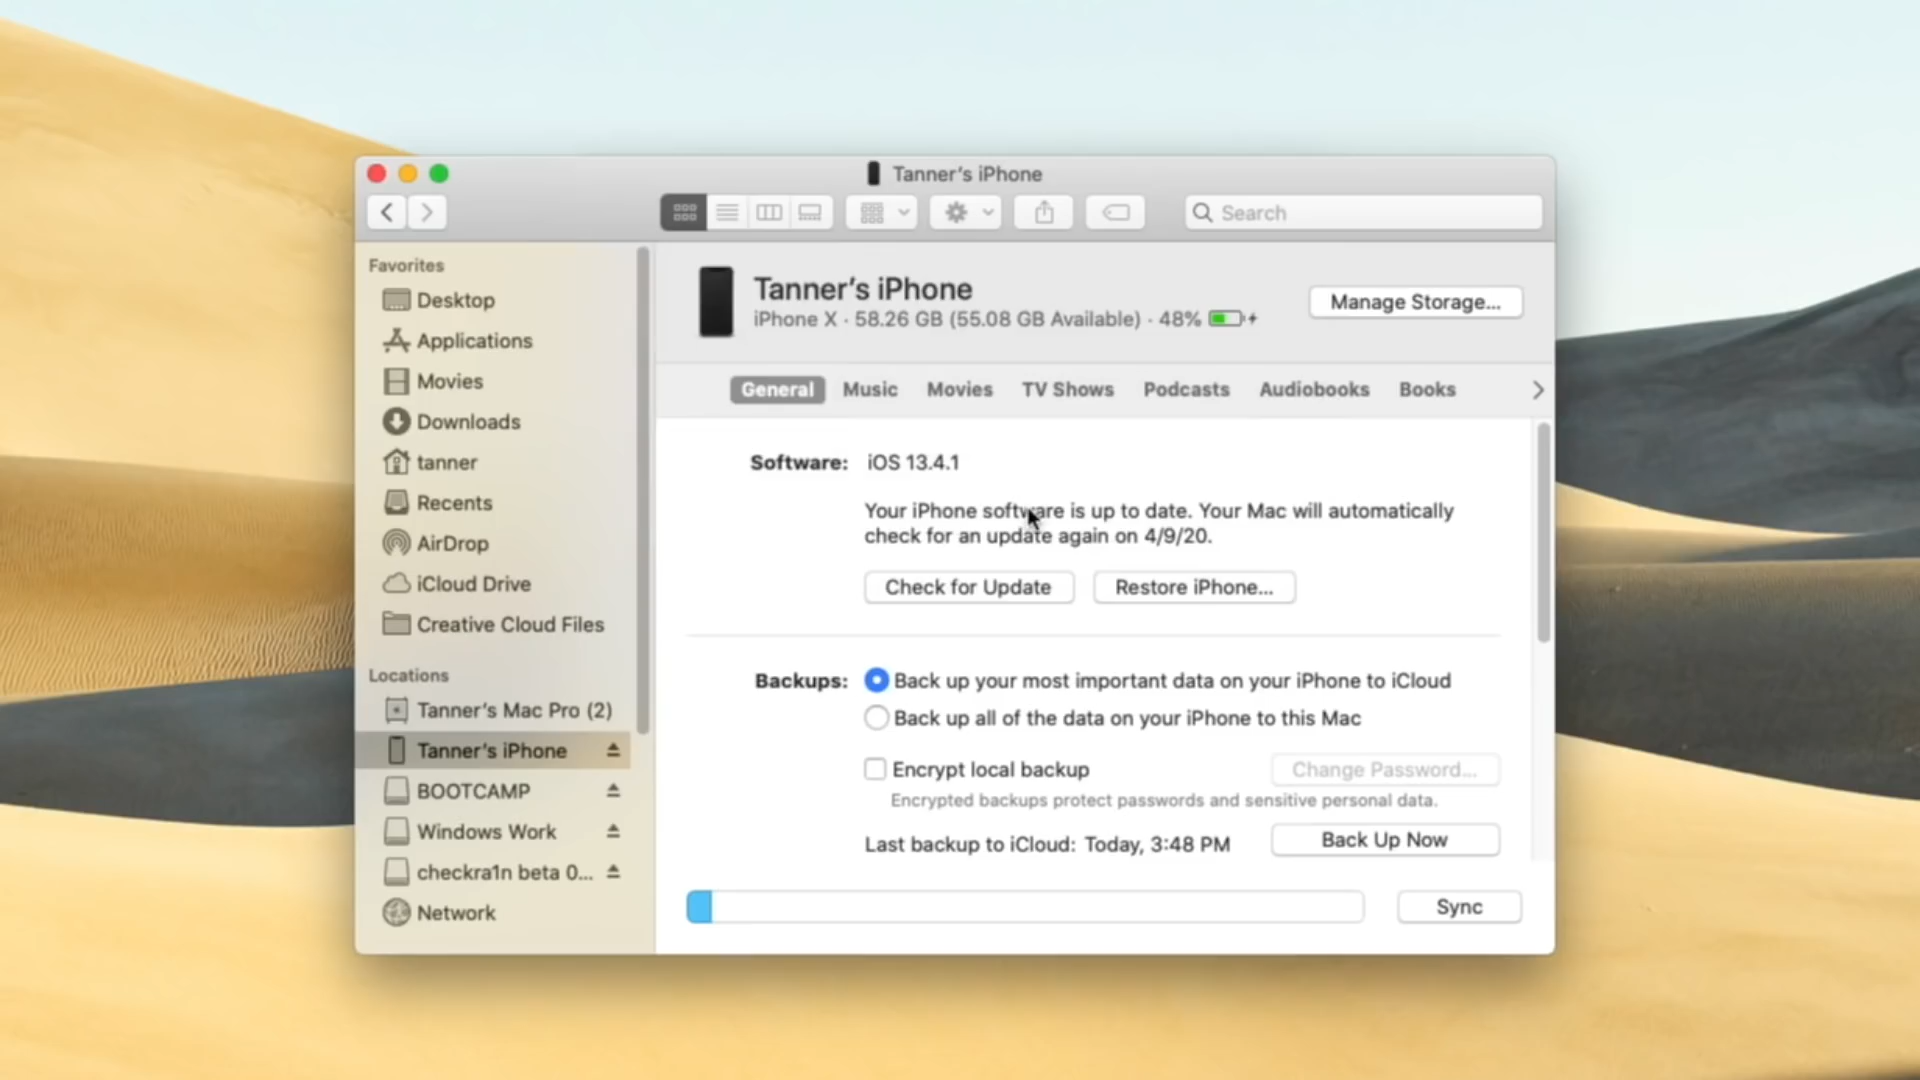 Tanner’s iPhone
Search
Favorites
Desktop
Applications
Movies
Downloads
tanner
Recents
AirDrop
iCloud Drive
Creative Cloud Files
Locations
Tanner’s Mac Pro (2)
Tanner’s iPhone
BOOTCAMP
Windows Work
checkra1n beta 0...
Network
Tanner’s iPhone
iPhone X · 58.26 GB (55.08 GB Available) · 48%
Manage Storage...
General Music Movies TV Shows Podcasts Audiobooks Books
Software: iOS 13.4.1
Your iPhone software is up to date. Your Mac will automatically
check for an update again on 4/9/20.
Check for Update Restore iPhone...
Backups: Back up your most important data on your iPhone to iCloud
Back up all of the data on your iPhone to this Mac
Encrypt local backup Change Password...
Encrypted backups protect passwords and sensitive personal data.
Last backup to iCloud: Today, 3:48 PM Back Up Now
Sync